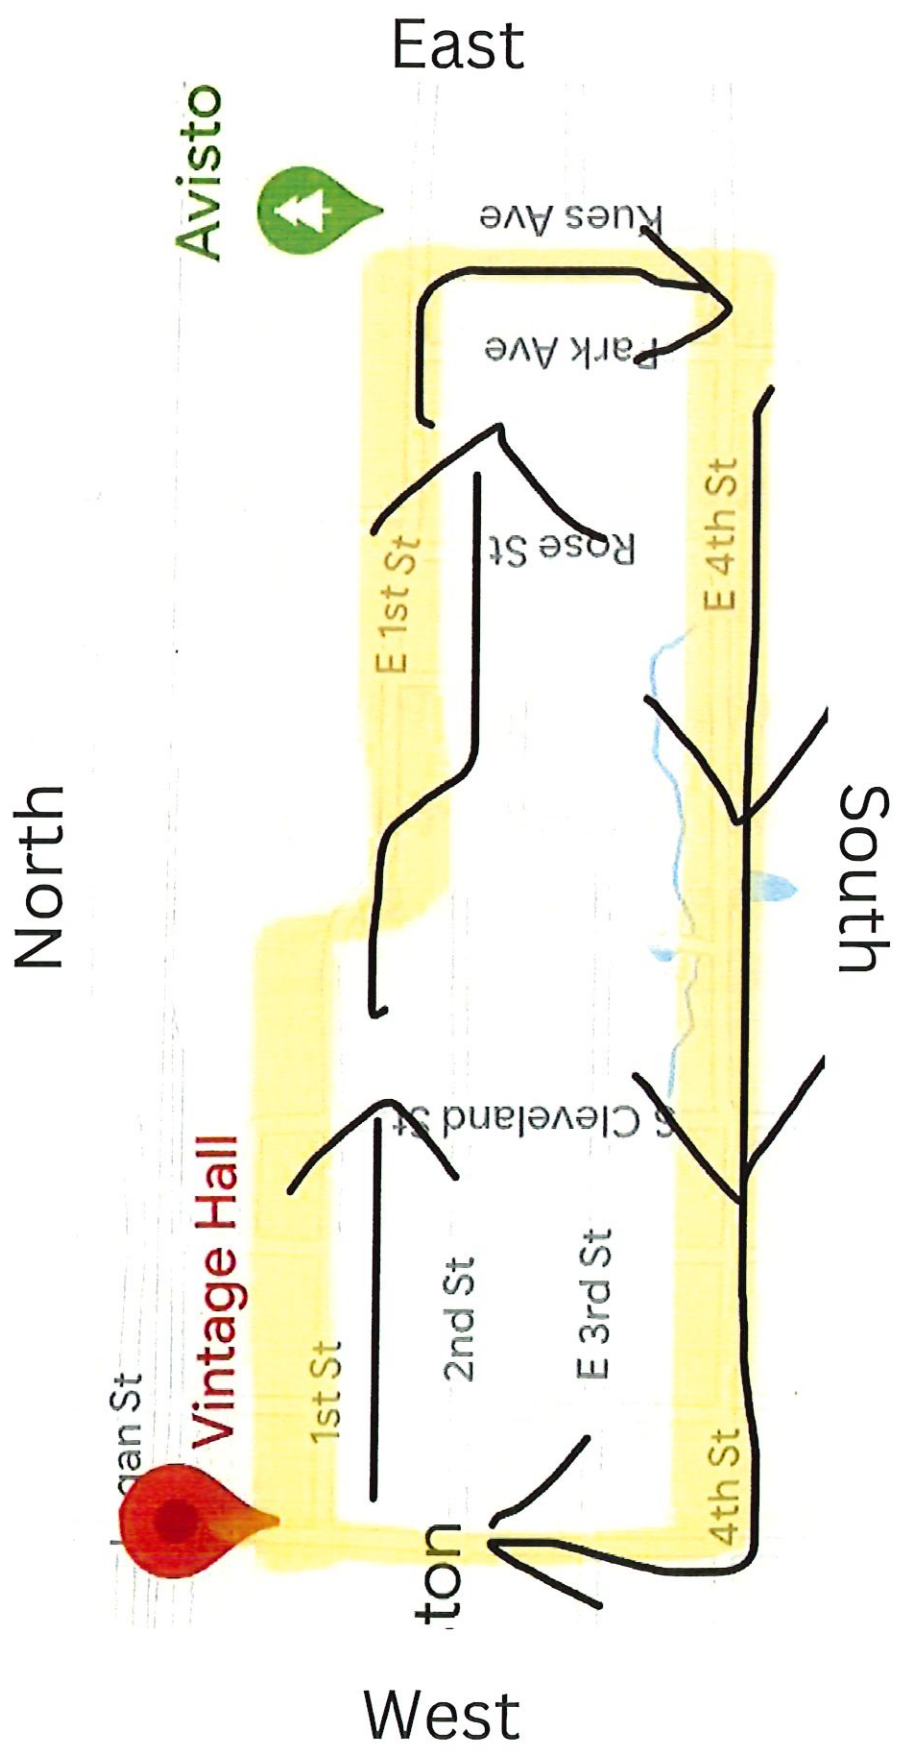 East
Avisto
Kues Ave
Park Ave
Rose St
E 1st St
E 4th St
North
South
S Cleveland St
Vintage Hall
gan St
1st St
2nd St
E 3rd St
4th St
ton
West